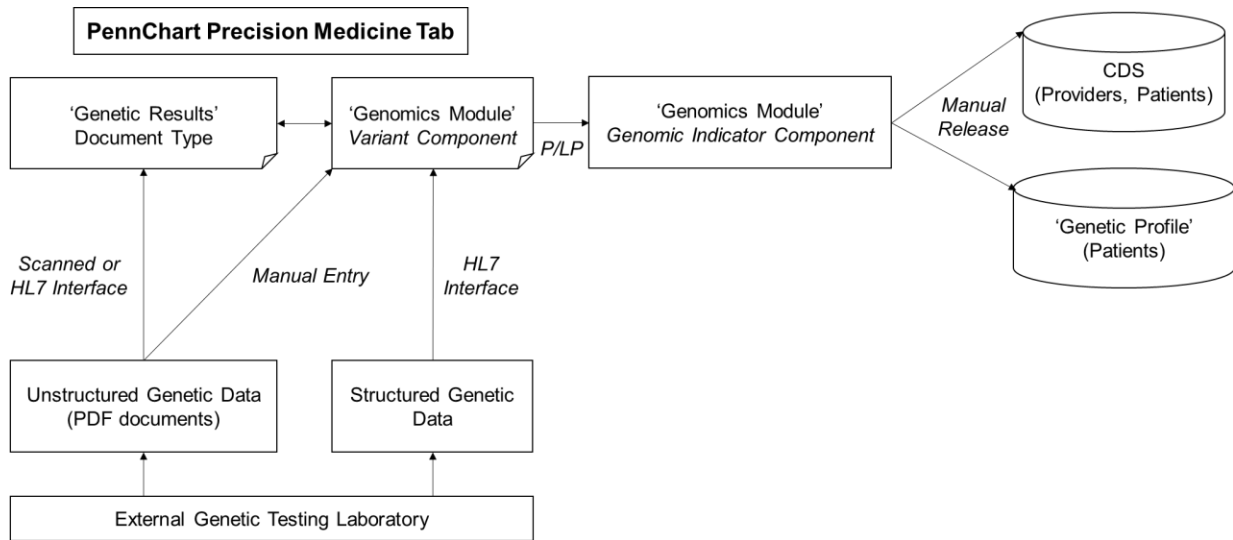 PennChart Precision Medicine Tab
'Genetic Results'
Document Type
'Genomics Module'
Variant Component
P/LP
'Genomics Module'
Genomic Indicator Component
Manual
Release
CDS
(Providers, Patients)
'Genetic Profile'
(Patients)
Scanned or
HL7 Interface
Manual Entry
HL7
Interface
Unstructured Genetic Data
(PDF documents)
Structured Genetic
Data
External Genetic Testing Laboratory